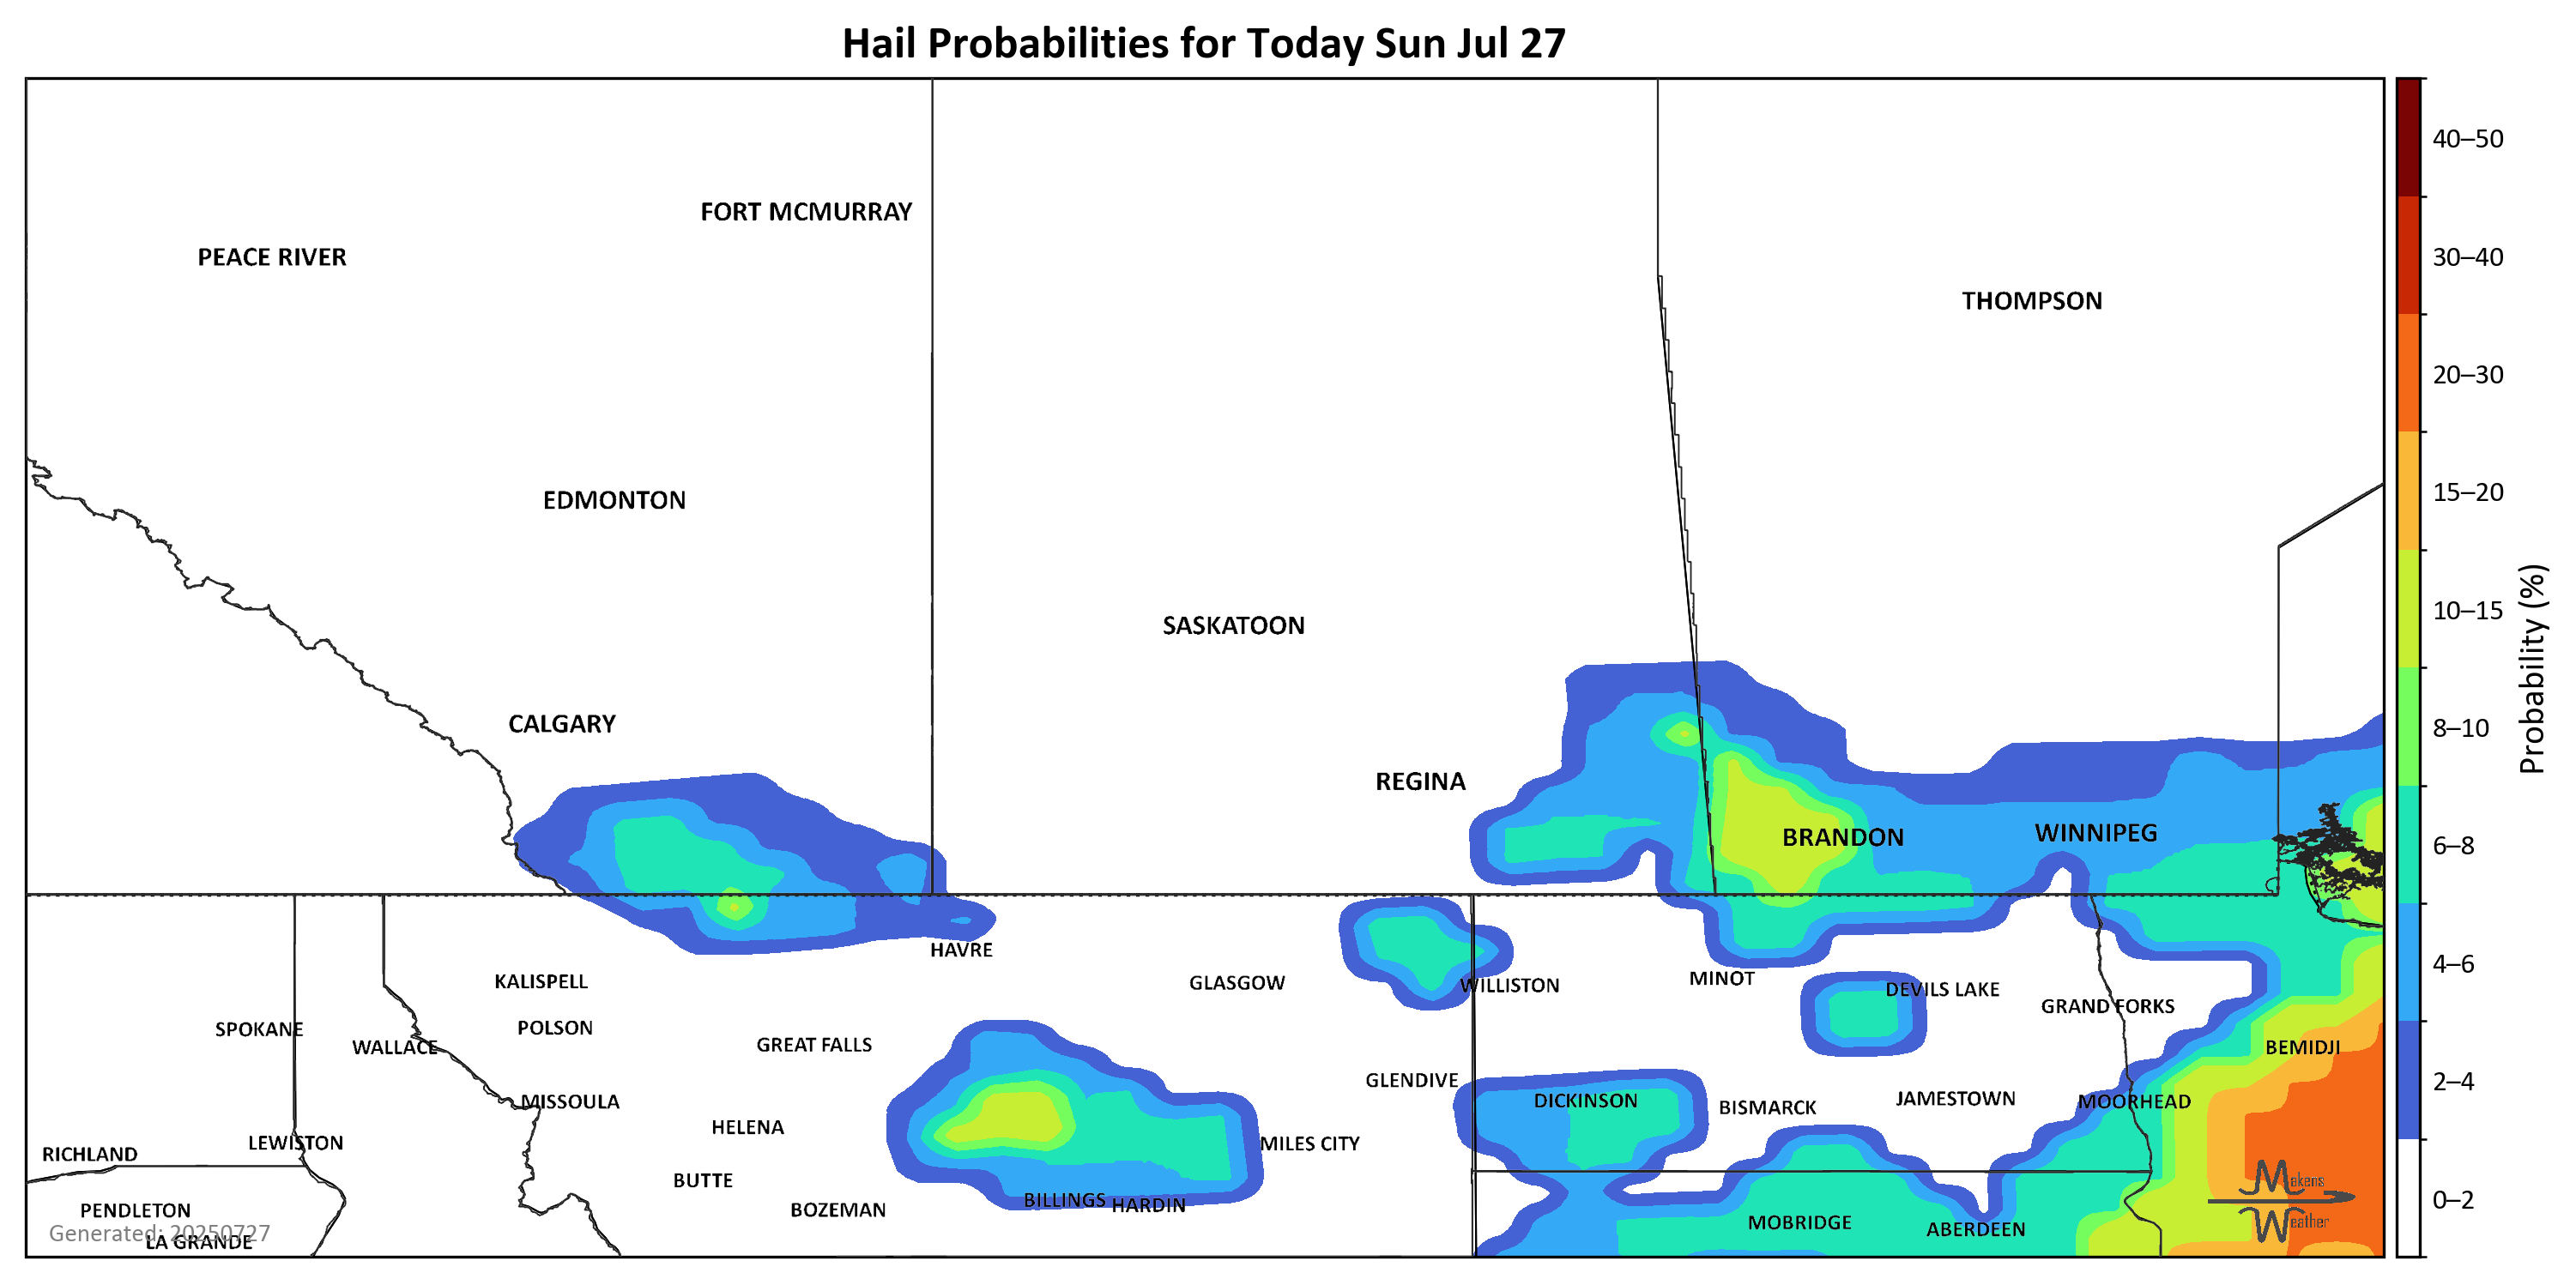 Hail Probabilities for Today Sun Jul 27
40–50
FORT MCMURRAY
PEACE RIVER
30–40
THOMPSON
20–30
15–20
EDMONTON
10–15
SASKATOON
Probability (%)
CALGARY
8–10
REGINA
BRANDON
WINNIPEG
6–8
HAVRE
4–6
KALISPELL
GLASGOW
WILLISTON
MINOT
DEVILS LAKE
GRAND FORKS
SPOKANE
POLSON
WALLACE
GREAT FALLS
BEMIDJI
GLENDIVE
2–4
MISSOULA
DICKINSON
BISMARCK
JAMESTOWN
MOORHEAD
HELENA
LEWISTON
MILES CITY
RICHLAND
BUTTE
Makens
Weather
0–2
BILLINGS
HARDIN
PENDLETON
BOZEMAN
MOBRIDGE
ABERDEEN
Generated: 20250727
LA GRANDE